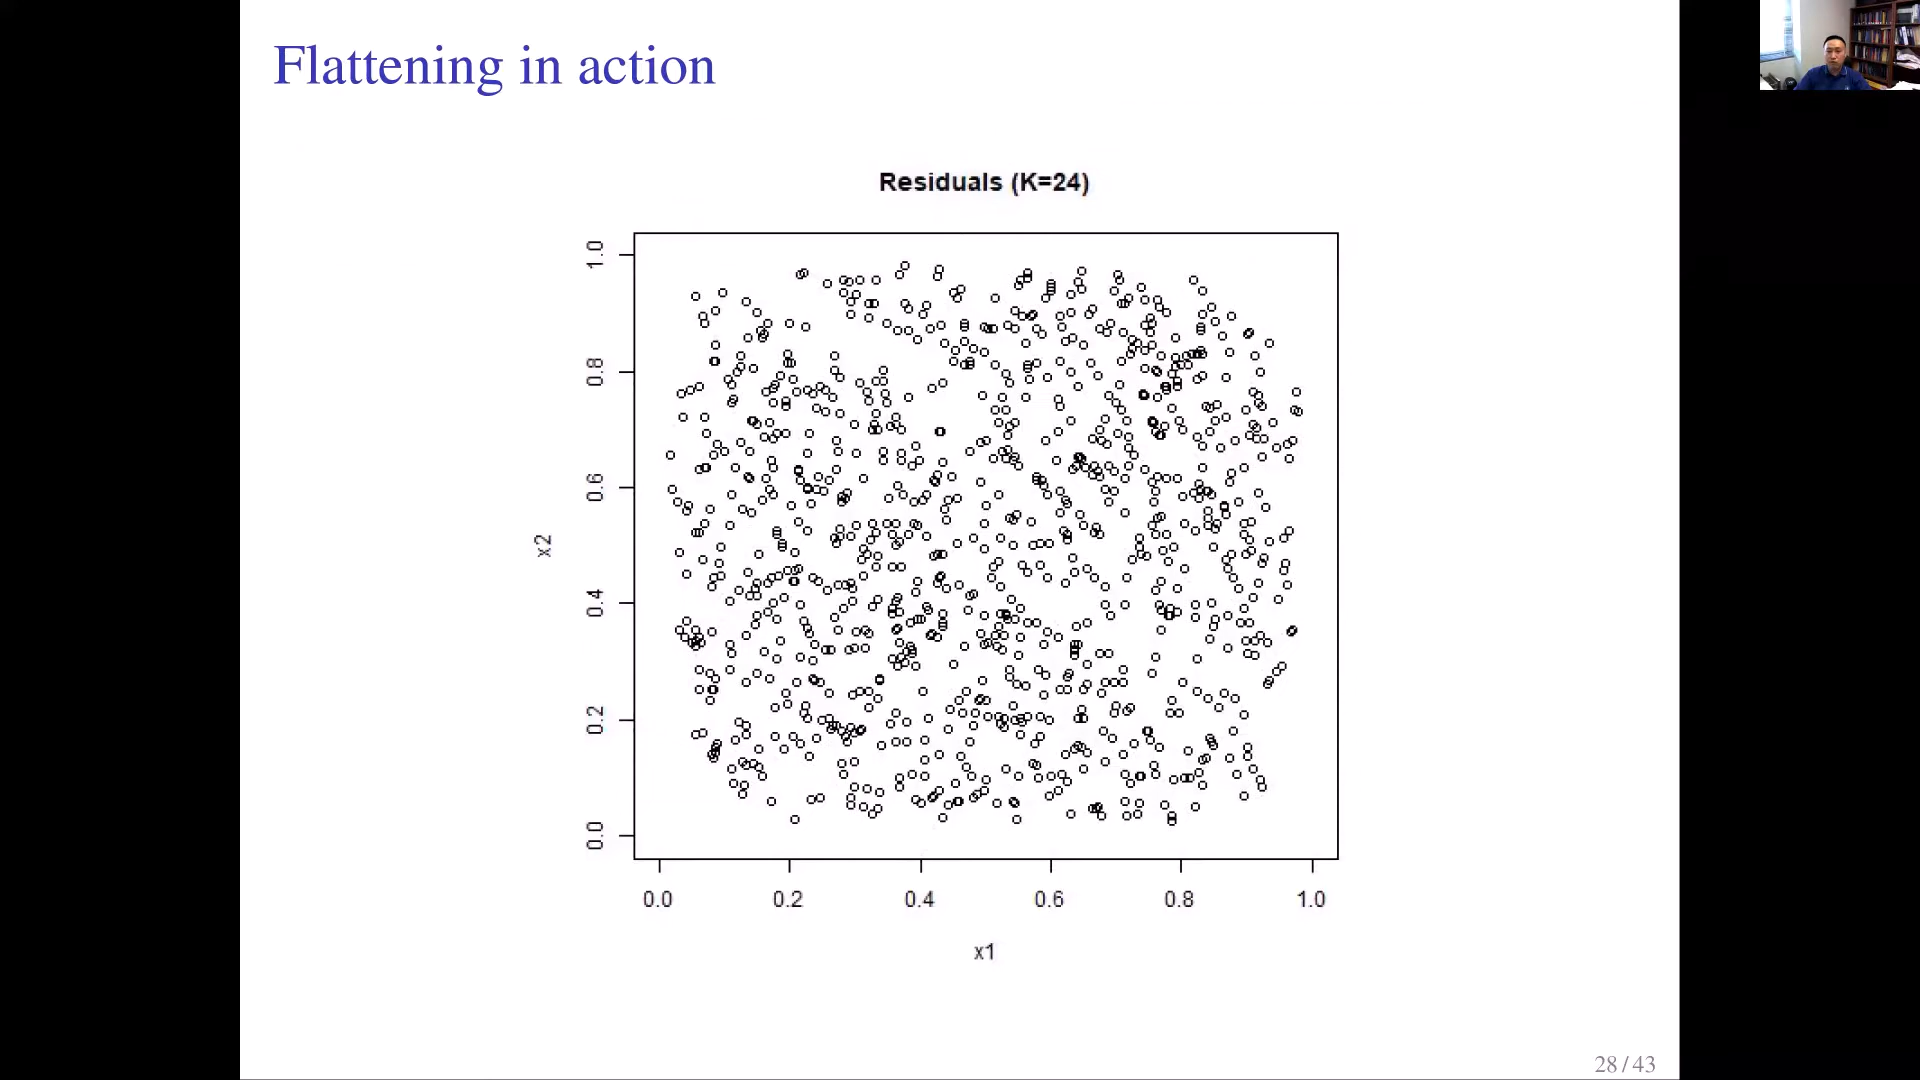 Flattening in action
Residuals (K=24)
1.0
0.8
0.6
0.4
0.2
0.0
x2
0.0 0.2 0.4 0.6 0.8 1.0
x1
28 / 43